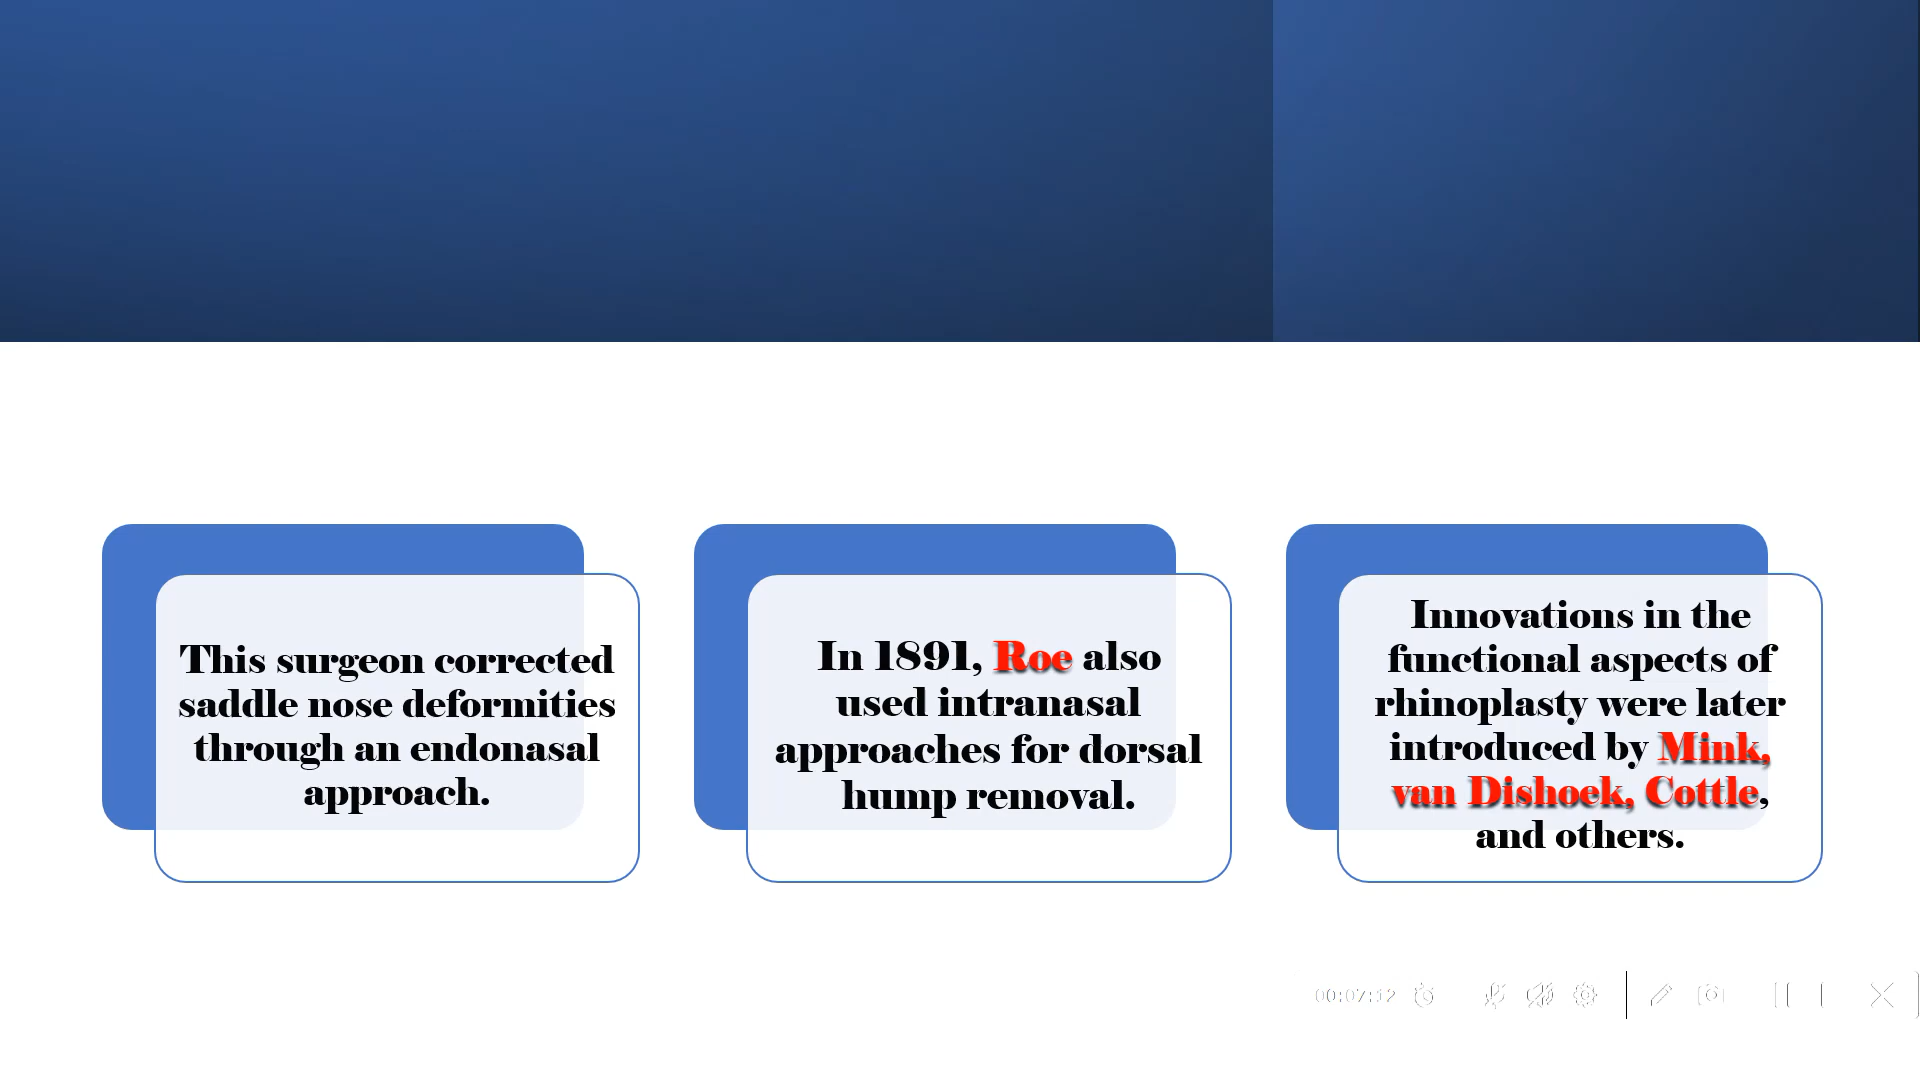 This surgeon corrected
saddle nose deformities
through an endonasal
approach.
In 1891, Roe also
used intranasal
approaches for dorsal
hump removal.
Innovations in the
functional aspects of
rhinoplasty were later
introduced by Mink,
van Dishoek, Cottle,
and others.
00:07:12